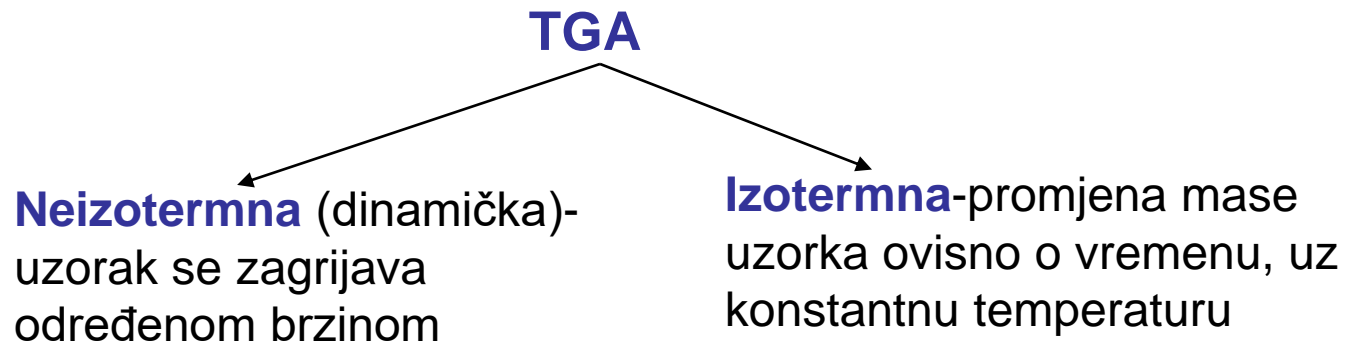 TGA
Neizotermna (dinamička)-
uzorak se zagrijava
određenom brzinom
Izotermna-promjena mase
uzorka ovisno o vremenu, uz
konstantnu temperaturu